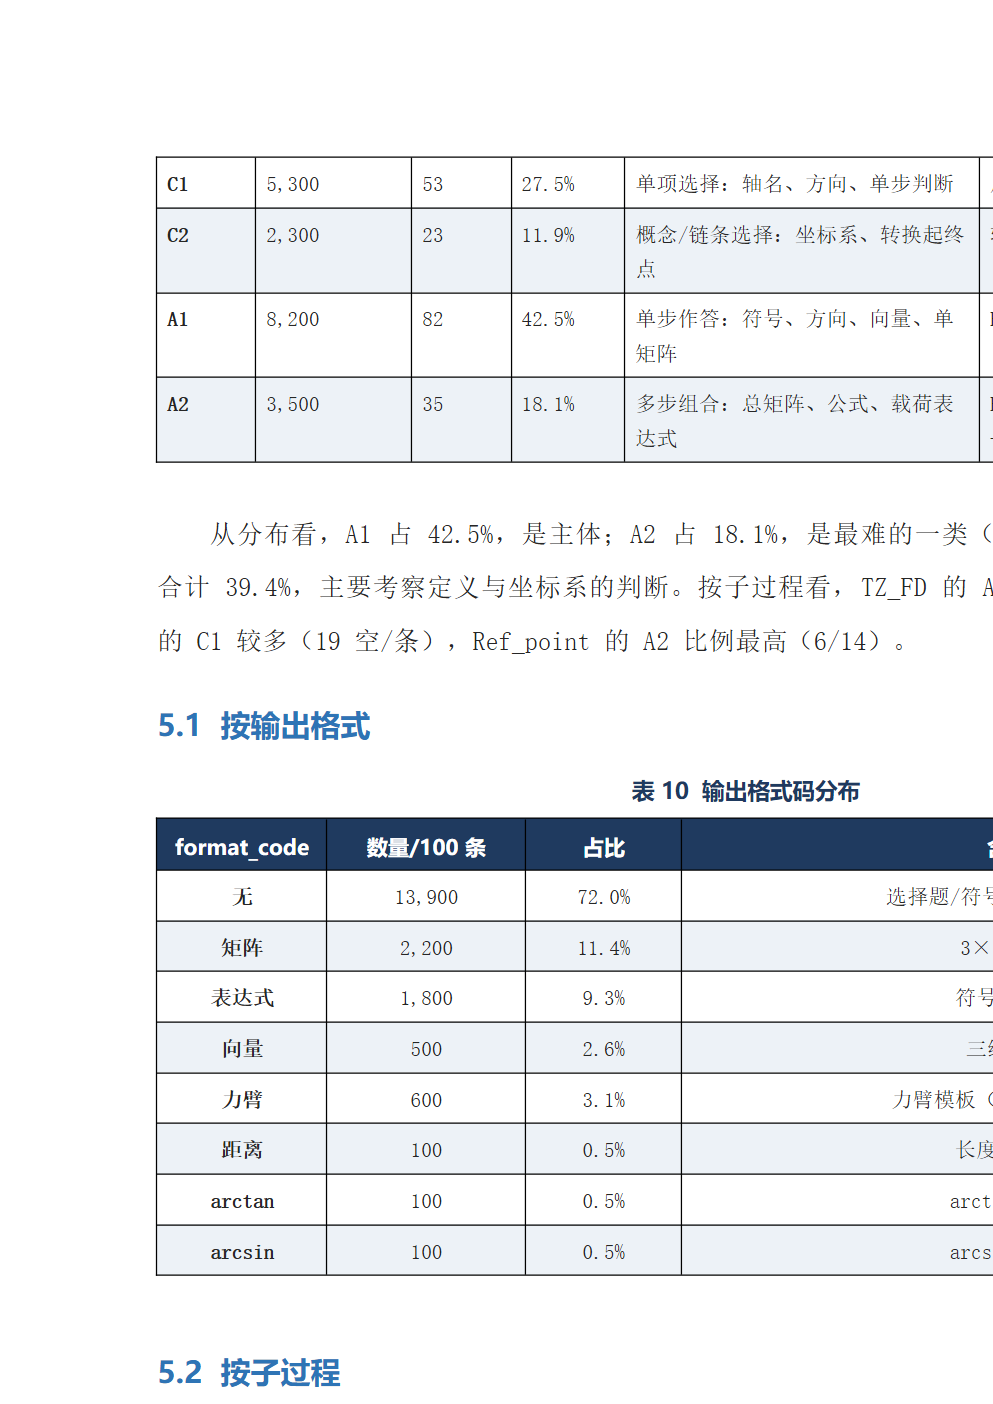 C1 5,300 53 27.5% 单项选择：轴名、方向、单步判断
C2 2,300 23 11.9% 概念/链条选择：坐标系、转换起终
点
A1 8,200 82 42.5% 单步作答：符号、方向、向量、单
矩阵
A2 3,500 35 18.1% 多步组合：总矩阵、公式、载荷表
达式
从分布看，A1 占 42.5%，是主体；A2 占 18.1%，是最难的一类（
合计 39.4%，主要考察定义与坐标系的判断。按子过程看，TZ_FD 的 A
的 C1 较多（19 空/条），Ref_point 的 A2 比例最高（6/14）。
5.1 按输出格式
表 10 输出格式码分布
format_code 数量/100 条 占比
无 13,900 72.0% 选择题/符号
矩阵 2,200 11.4% 3×
表达式 1,800 9.3% 符号
向量 500 2.6% 三维
力臂 600 3.1% 力臂模板（
距离 100 0.5% 长度
arctan 100 0.5% arct
arcsin 100 0.5% arcs
5.2 按子过程